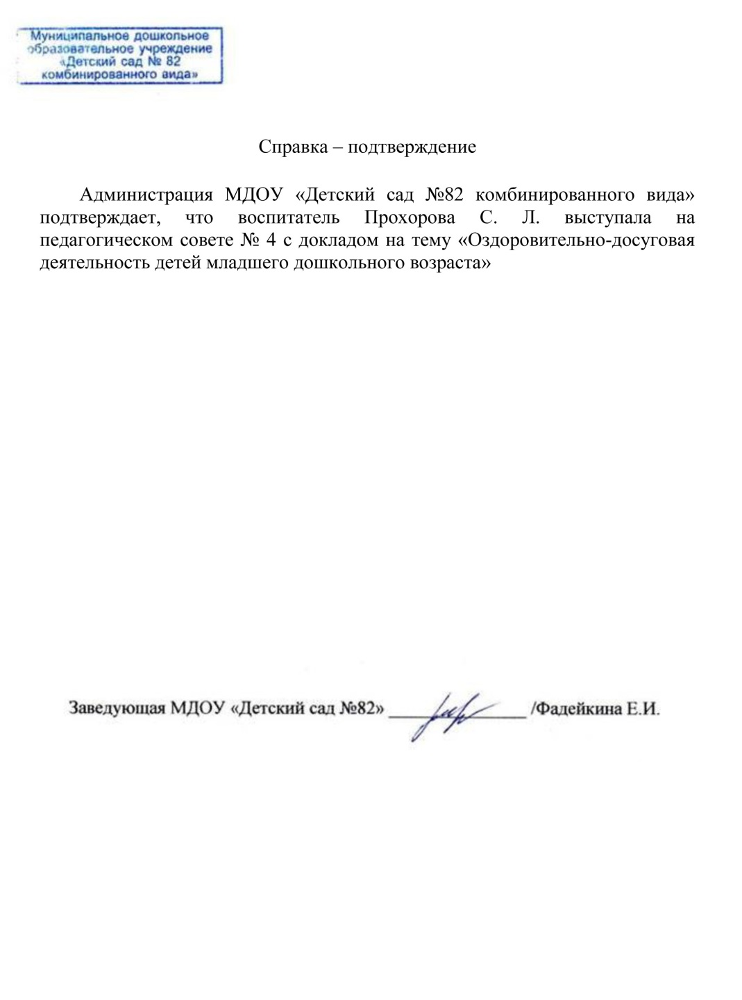 Муниципальное дошкольное
образовательное учреждение
«Детский сад № 82
комбинированного вида»
Справка – подтверждение
Администрация МДОУ «Детский сад №82 комбинированного вида»
подтверждает, что воспитатель Прохорова С. Л. выступала на
педагогическом совете № 4 с докладом на тему «Оздоровительно-досуговая
деятельность детей младшего дошкольного возраста»
Заведующая МДОУ «Детский сад №82» _______________ /Фадейкина Е.И.